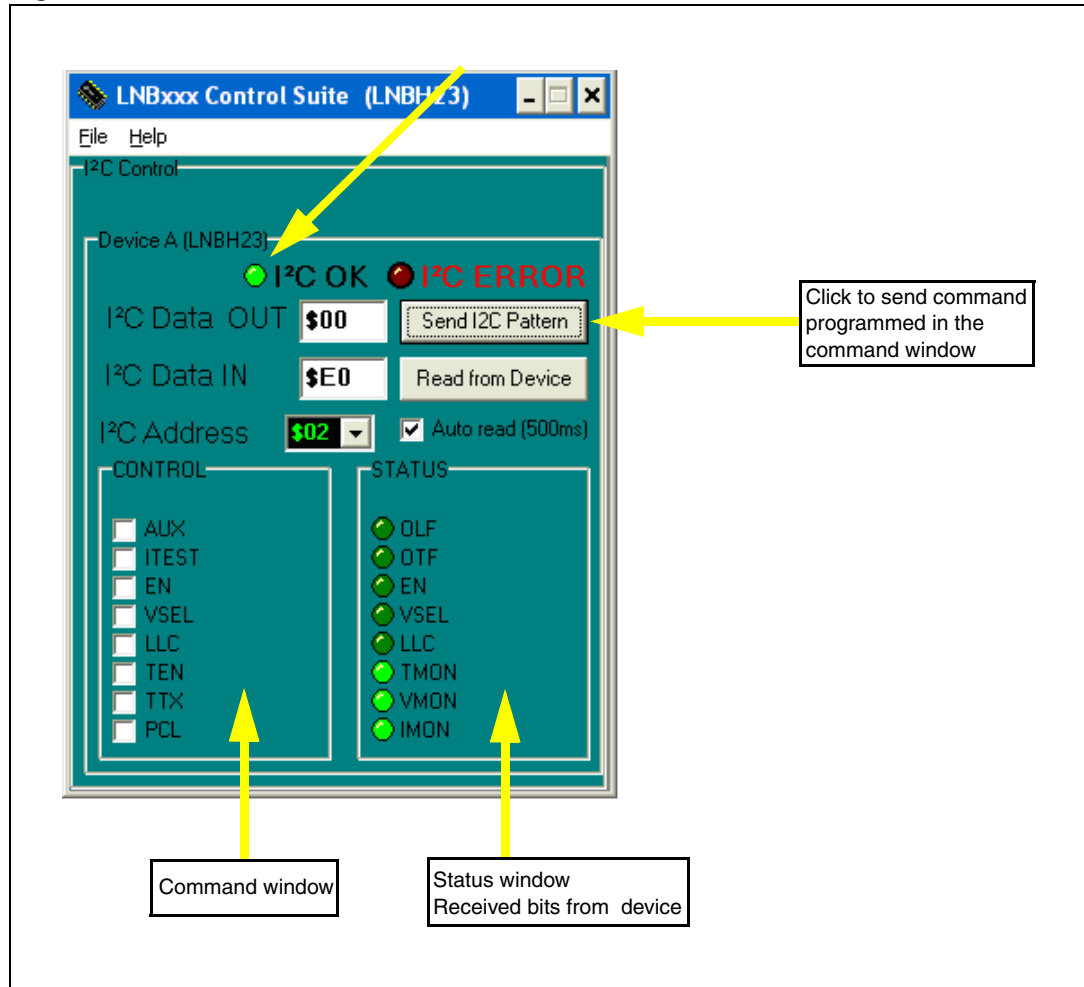 LNBxxx Control Suite (LNBH23)
File Help
I²C Control
Device A (LNBH23)
I²C OK I²C ERROR
I²C Data OUT $00 Send I2C Pattern
I²C Data IN $E0 Read from Device
I²C Address $02 Auto read (500ms)
CONTROL
AUX
ITEST
EN
VSEL
LLC
TEN
TTX
PCL
STATUS
OLF
OTF
EN
VSEL
LLC
TMON
VMON
IMON
Click to send command
programmed in the
command window
Command window
Status window
Received bits from device